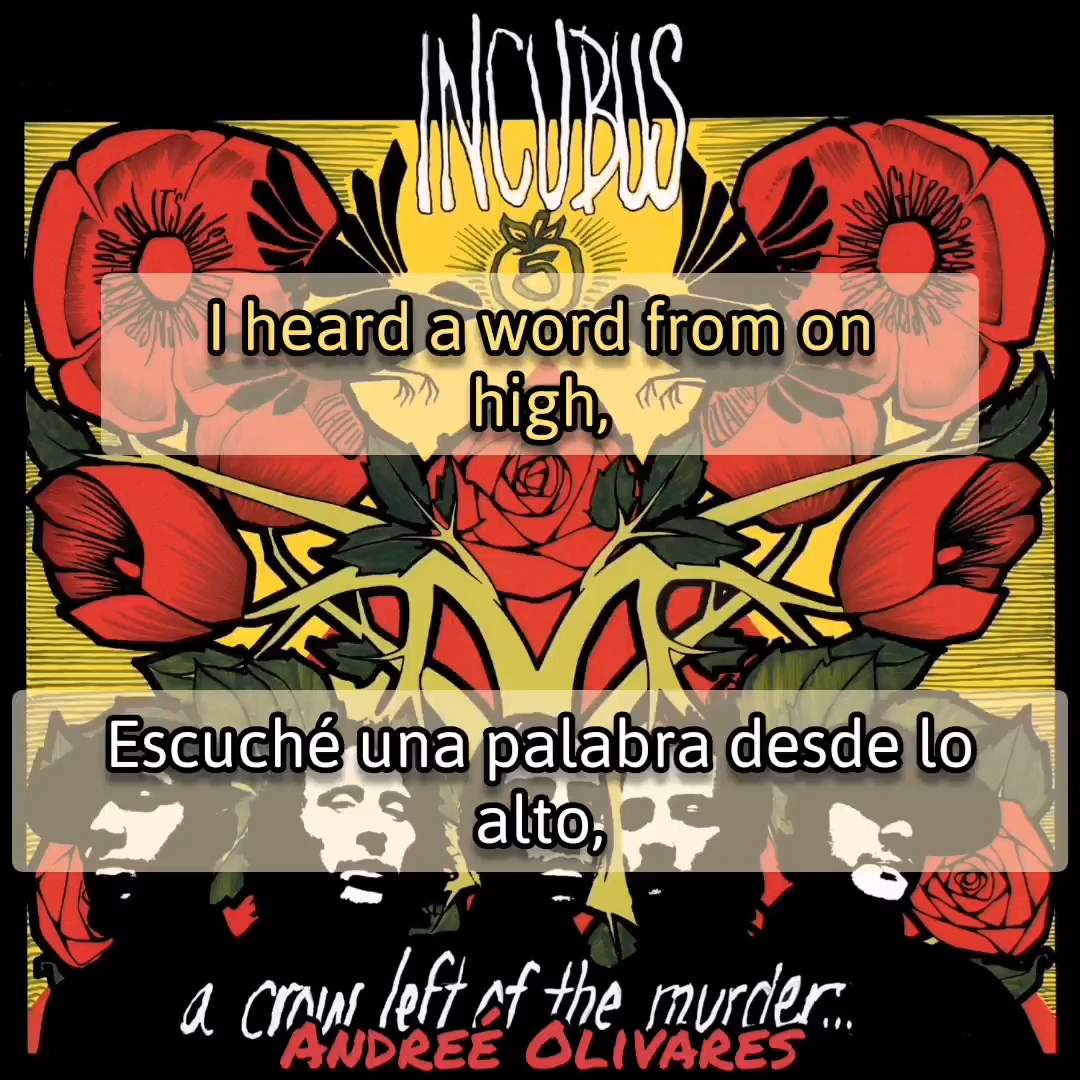 INCUBUS
5
I heard a word from on
high,
Escuché una palabra desde lo
alto,
a crow left of the murder...
ANDREÉ OLIVARES